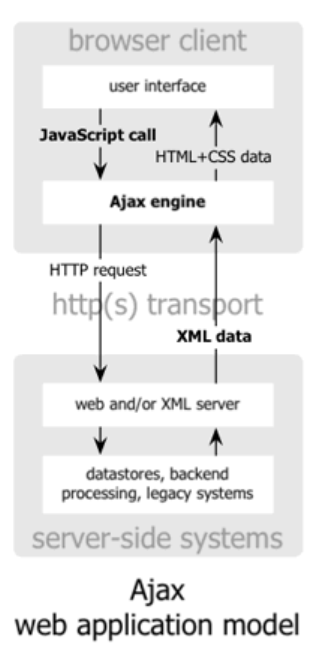 browser client
user interface
JavaScript call
HTML+CSS data
Ajax engine
HTTP request
http(s) transport
XML data
web and/or XML server
datastores, backend
processing, legacy systems
server-side systems
Ajax
web application model